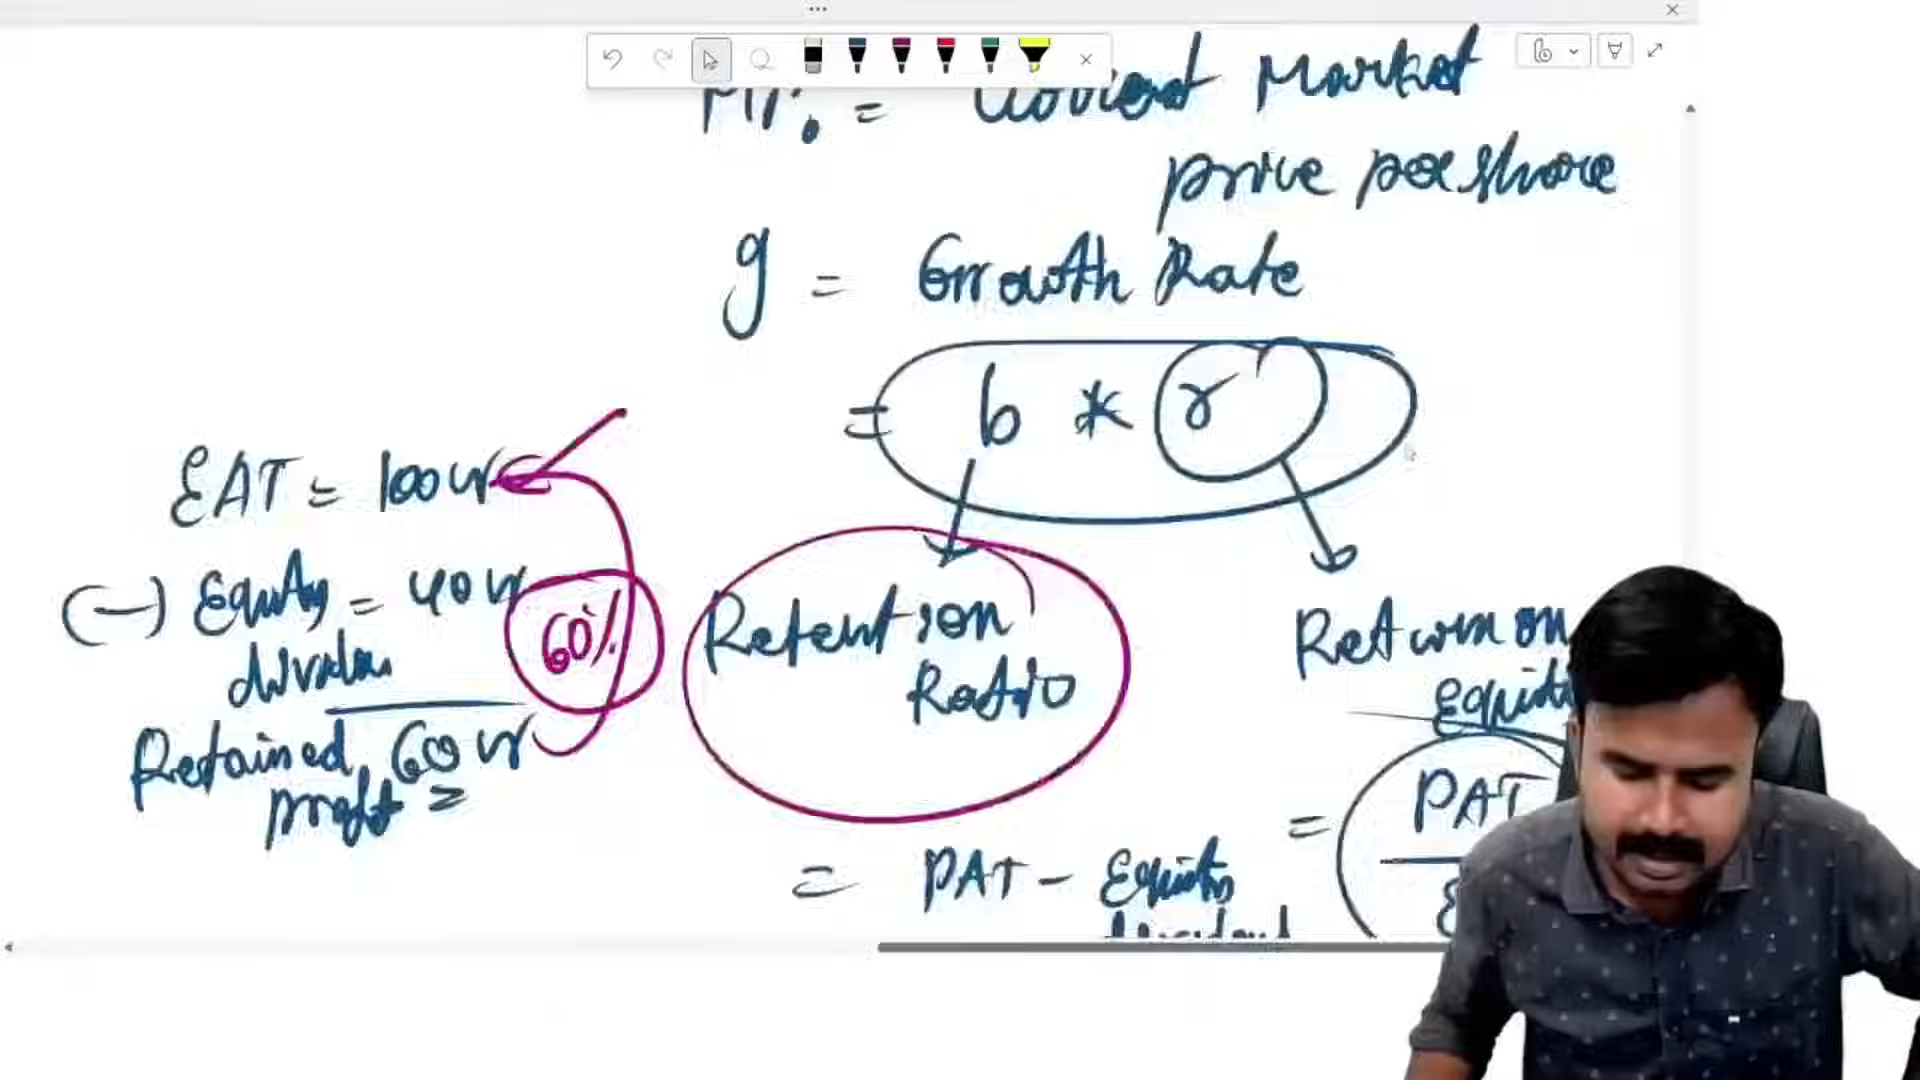 MP₀ = Current Market
price per share
g = Growth Rate
= b * r
EAT = 100 cr
(-) Equity = 40 cr
60%
Retained 60 cr
profit =
Retention
Ratio
Return on
= PAT - Equity
dividend
= PAT
E